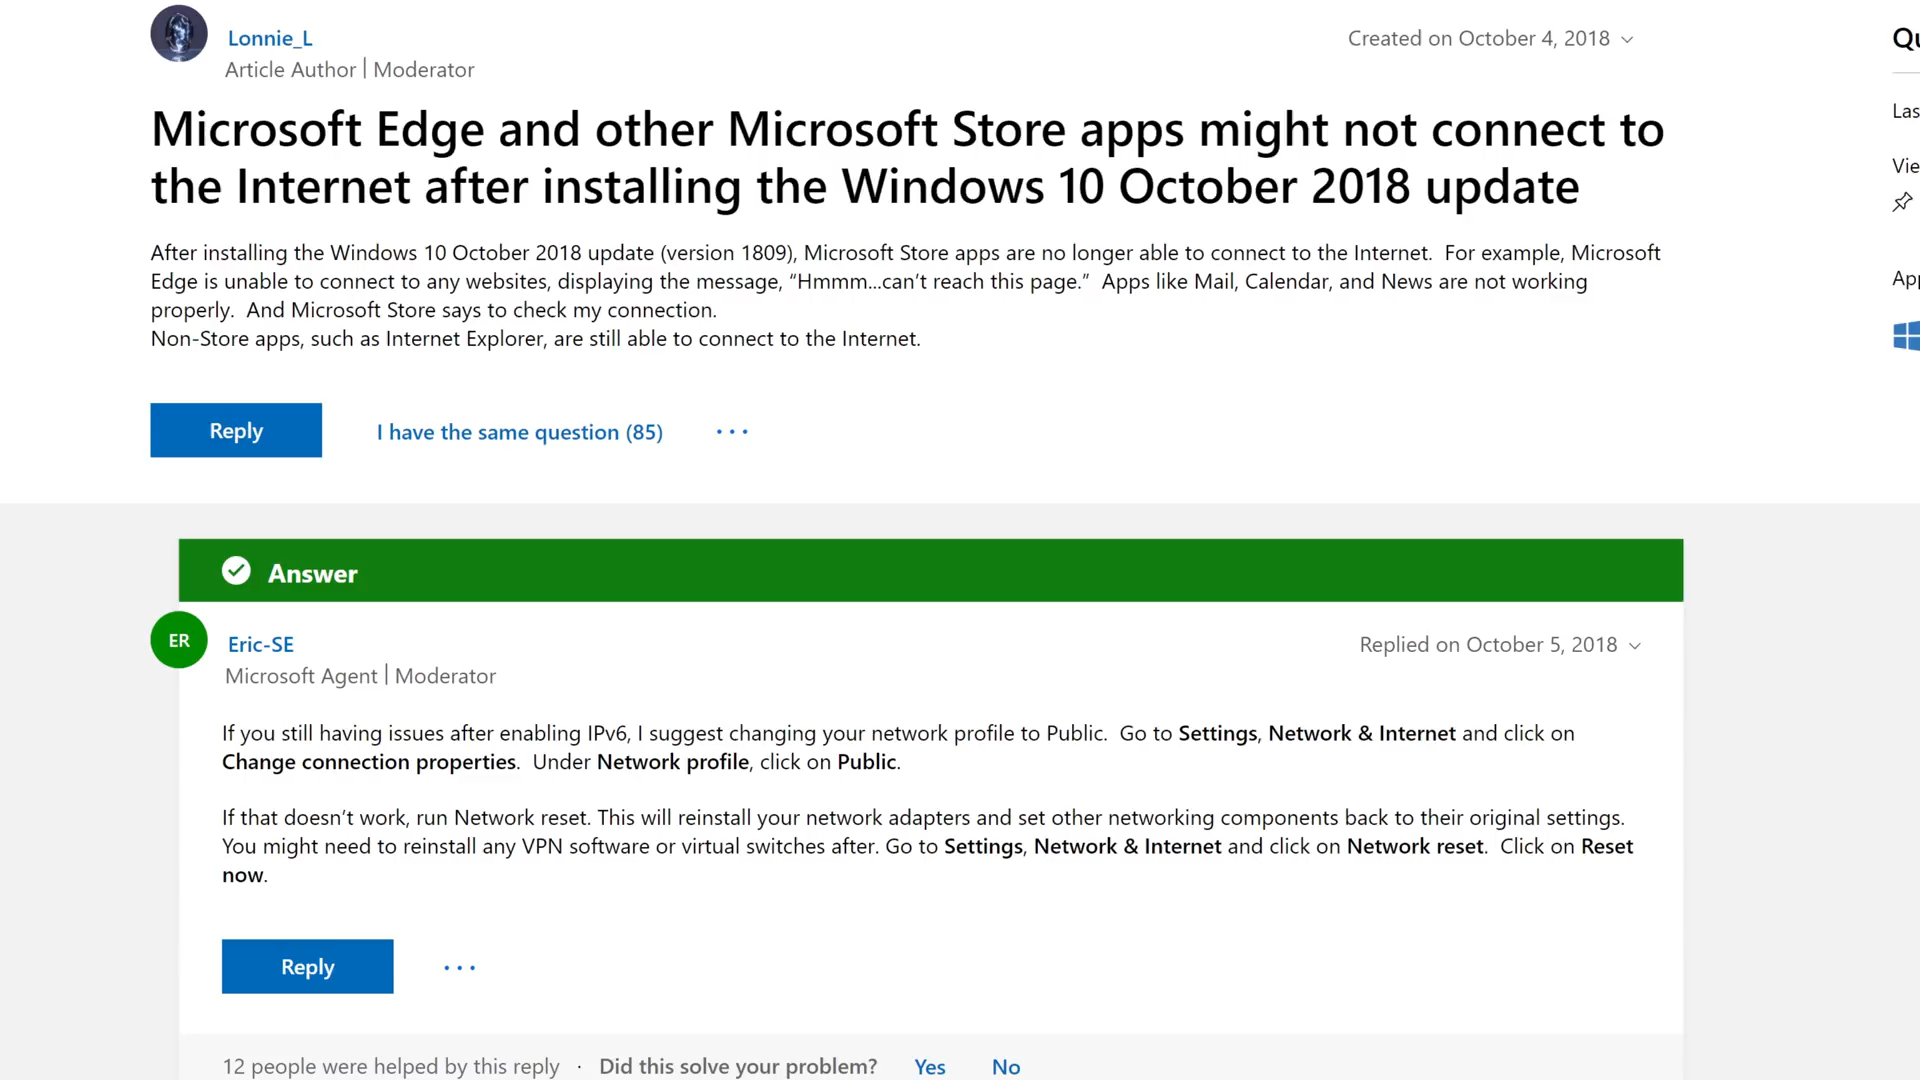 Lonnie_L
Created on October 4, 2018
Article Author | Moderator
Microsoft Edge and other Microsoft Store apps might not connect to
the Internet after installing the Windows 10 October 2018 update
After installing the Windows 10 October 2018 update (version 1809), Microsoft Store apps are no longer able to connect to the Internet.  For example, Microsoft
Edge is unable to connect to any websites, displaying the message, “Hmmm...can’t reach this page.”  Apps like Mail, Calendar, and News are not working
properly.  And Microsoft Store says to check my connection.
Non-Store apps, such as Internet Explorer, are still able to connect to the Internet.
Reply
I have the same question (85)
Answer
ER
Eric-SE
Replied on October 5, 2018
Microsoft Agent | Moderator
If you still having issues after enabling IPv6, I suggest changing your network profile to Public.  Go to Settings, Network & Internet and click on
Change connection properties.  Under Network profile, click on Public.
If that doesn’t work, run Network reset. This will reinstall your network adapters and set other networking components back to their original settings.
You might need to reinstall any VPN software or virtual switches after. Go to Settings, Network & Internet and click on Network reset.  Click on Reset
now.
Reply
12 people were helped by this reply · Did this solve your problem? Yes No
Qu
Las
Vie
App